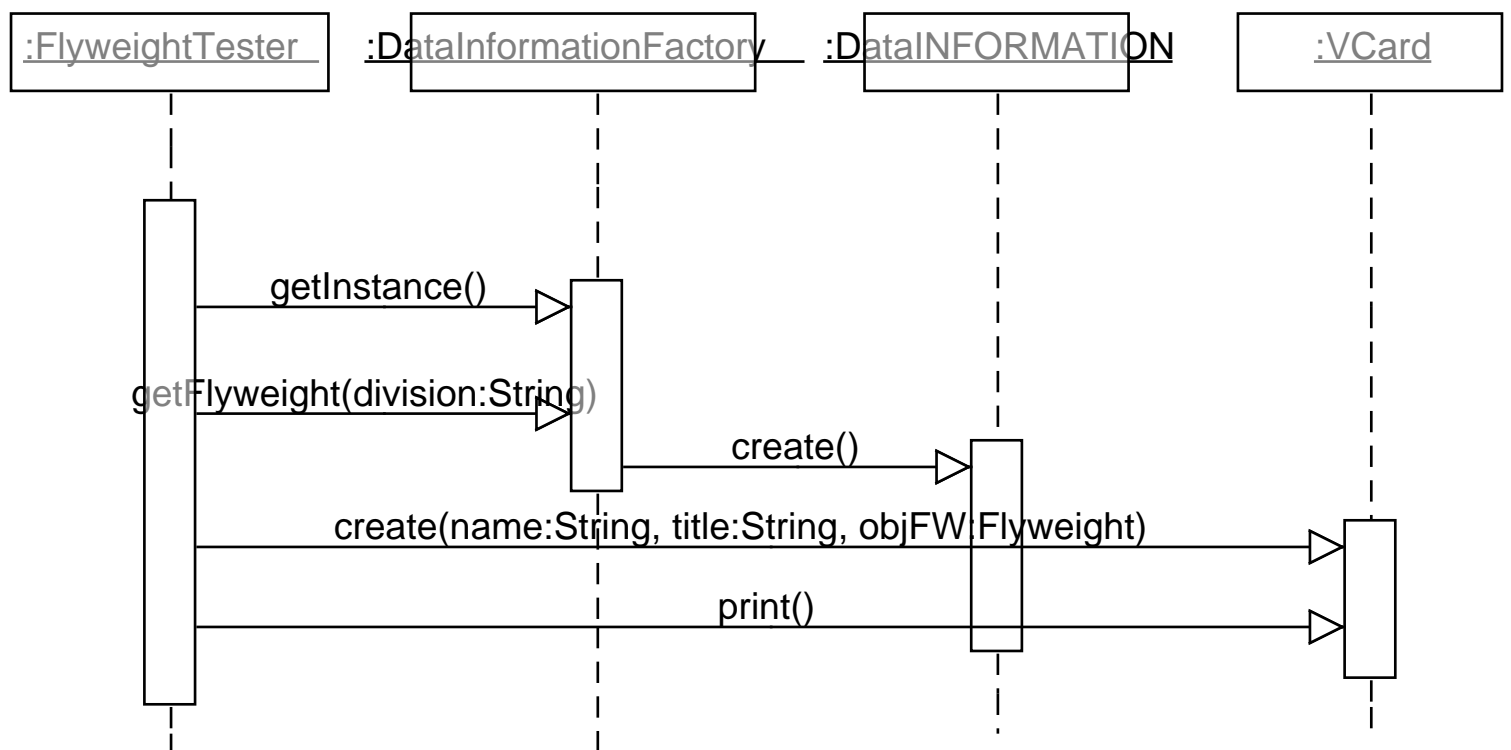 :FlyweightTester :DataInformationFactory :DataINFORMATION :VCard
getInstance()
getFlyweight(division:String)
create()
create(name:String, title:String, objFW:Flyweight)
print()